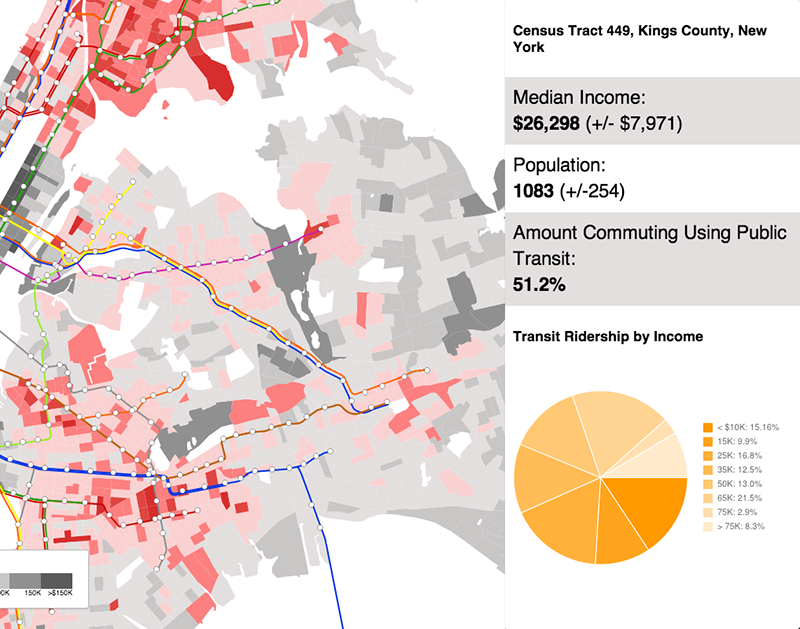 Census Tract 449, Kings County, New
York
Median Income:
$26,298 (+/- $7,971)
Population:
1083 (+/-254)
Amount Commuting Using Public
Transit:
51.2%
Transit Ridership by Income
< $10K: 15.16%
15K: 9.9%
25K: 16.8%
35K: 12.5%
50K: 13.0%
65K: 21.5%
75K: 2.9%
> 75K: 8.3%
0K 150K >$150K